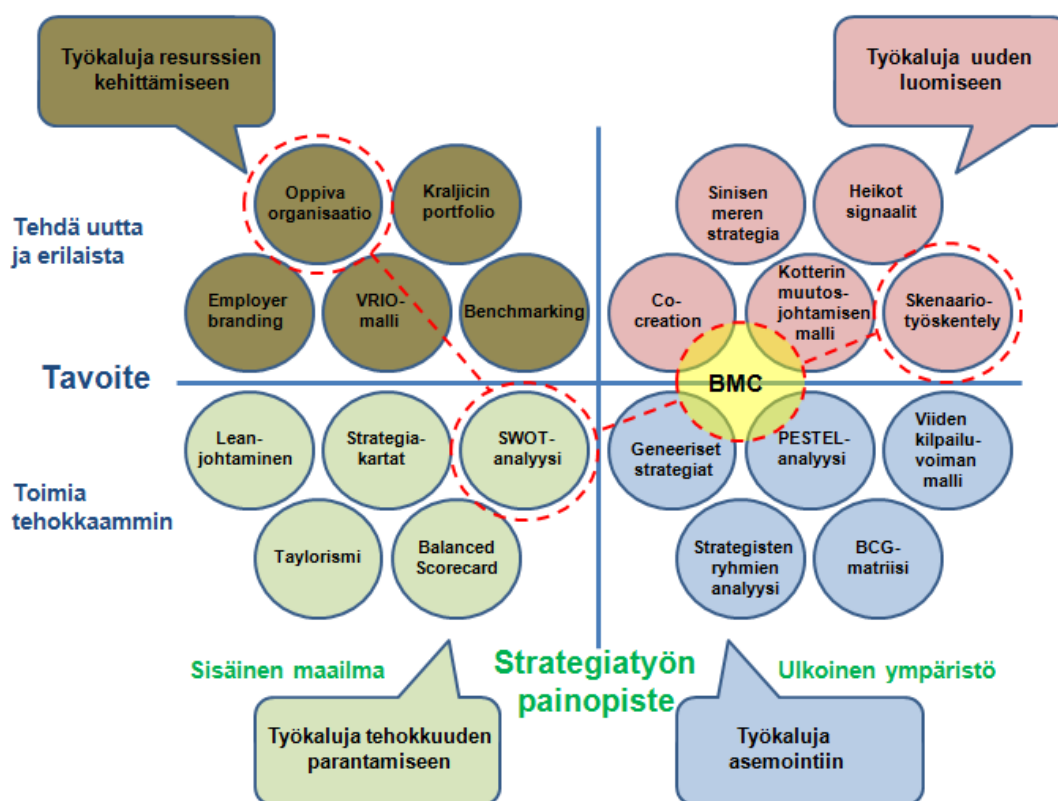 Työkaluja resurssien
kehittämiseen
Työkaluja uuden
luomiseen
Oppiva
organisaatio
Kraljicin
portfolio
Sinisen
meren
strategia
Heikot
signaalit
Tehdä uutta
ja erilaista
Employer
branding
VRIO-
malli
Benchmarking
Co-
creation
Kotterin
muutos-
johtamisen
malli
Skenaario-
työskentely
Tavoite
BMC
Lean-
johtaminen
Strategia-
kartat
SWOT-
analyysi
Geneeriset
strategiat
PESTEL-
analyysi
Viiden
kilpailu-
voiman
malli
Toimia
tehokkaammin
Taylorismi
Balanced
Scorecard
Strategisten
ryhmien
analyysi
BCG-
matriisi
Sisäinen maailma
Strategiatyön
painopiste
Ulkoinen ympäristö
Työkaluja tehokkuuden
parantamiseen
Työkaluja
asemointiin